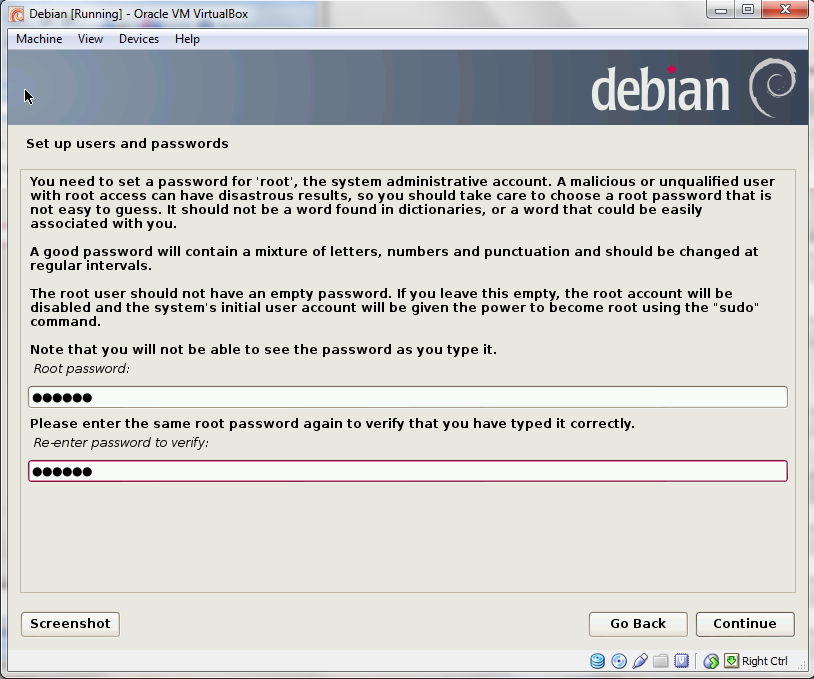 Debian [Running] - Oracle VM VirtualBox
Machine View Devices Help
debian
Set up users and passwords
You need to set a password for 'root', the system administrative account. A malicious or unqualified user
with root access can have disastrous results, so you should take care to choose a root password that is
not easy to guess. It should not be a word found in dictionaries, or a word that could be easily
associated with you.
A good password will contain a mixture of letters, numbers and punctuation and should be changed at
regular intervals.
The root user should not have an empty password. If you leave this empty, the root account will be
disabled and the system's initial user account will be given the power to become root using the "sudo"
command.
Note that you will not be able to see the password as you type it.
Root password:
●●●●●●
Please enter the same root password again to verify that you have typed it correctly.
Re-enter password to verify:
●●●●●●
Screenshot Go Back Continue
Right Ctrl